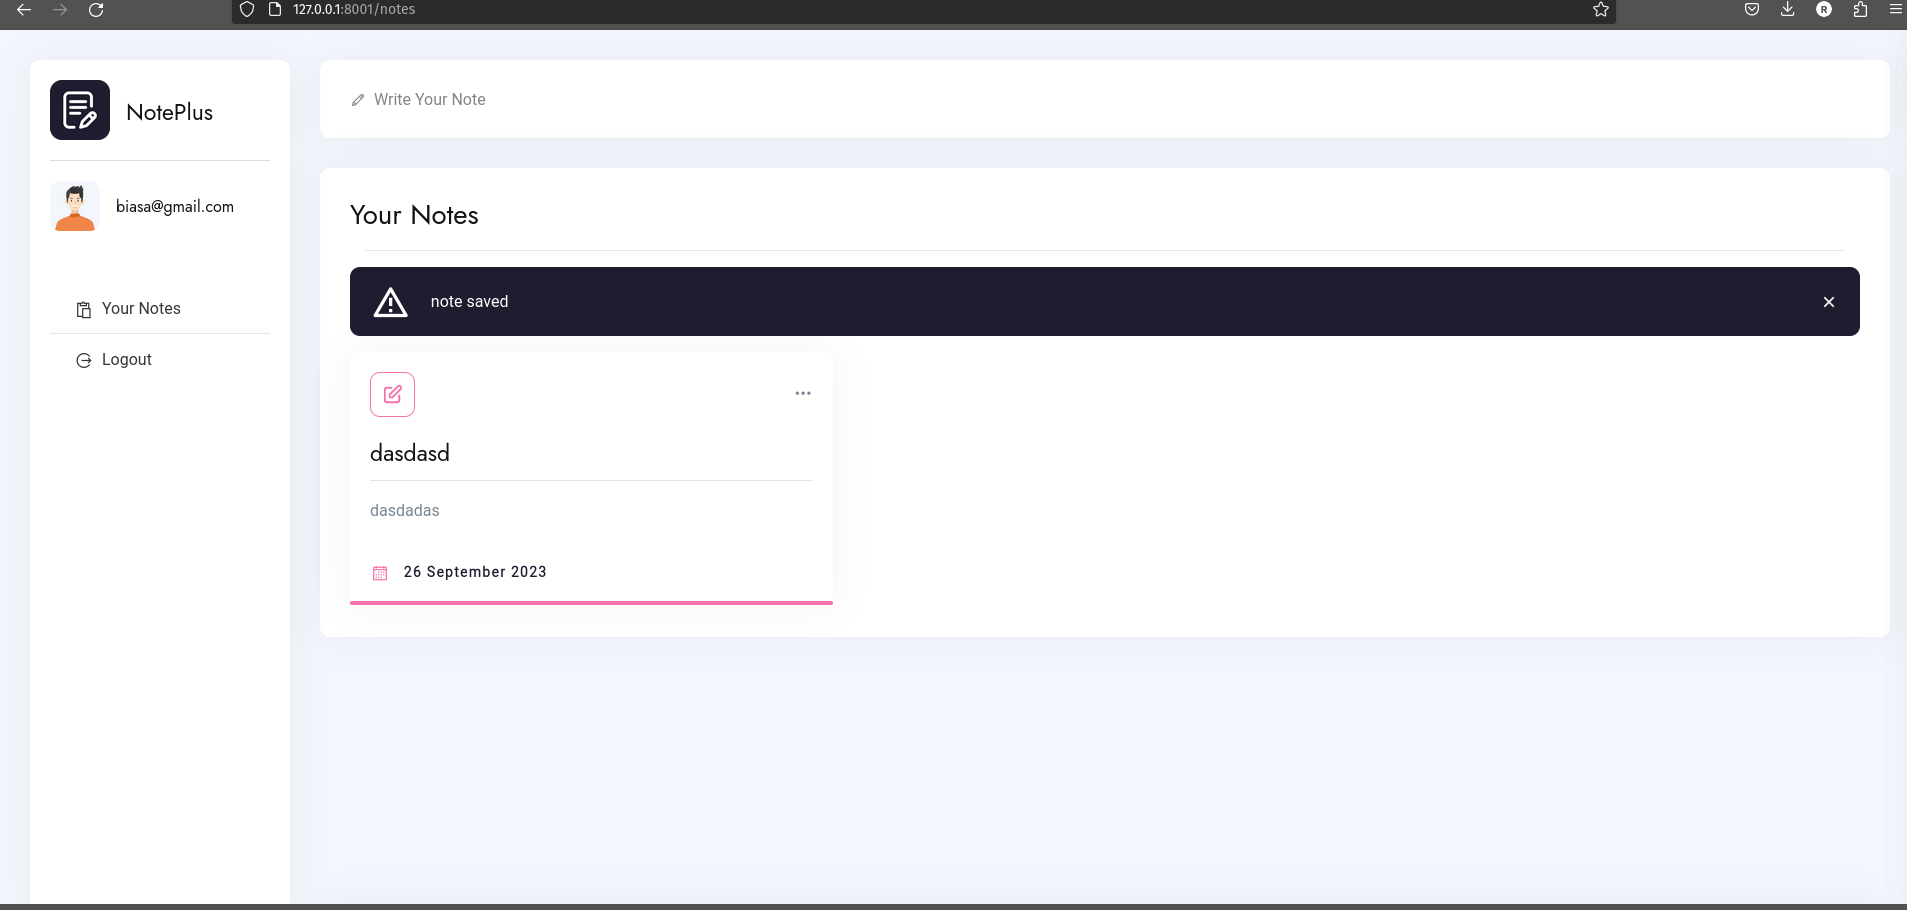 127.0.0.1:8001/notes
R
NotePlus
biasa@gmail.com
Your Notes
Logout
Write Your Note
Your Notes
note saved
dasdasd
dasdadas
26 September 2023